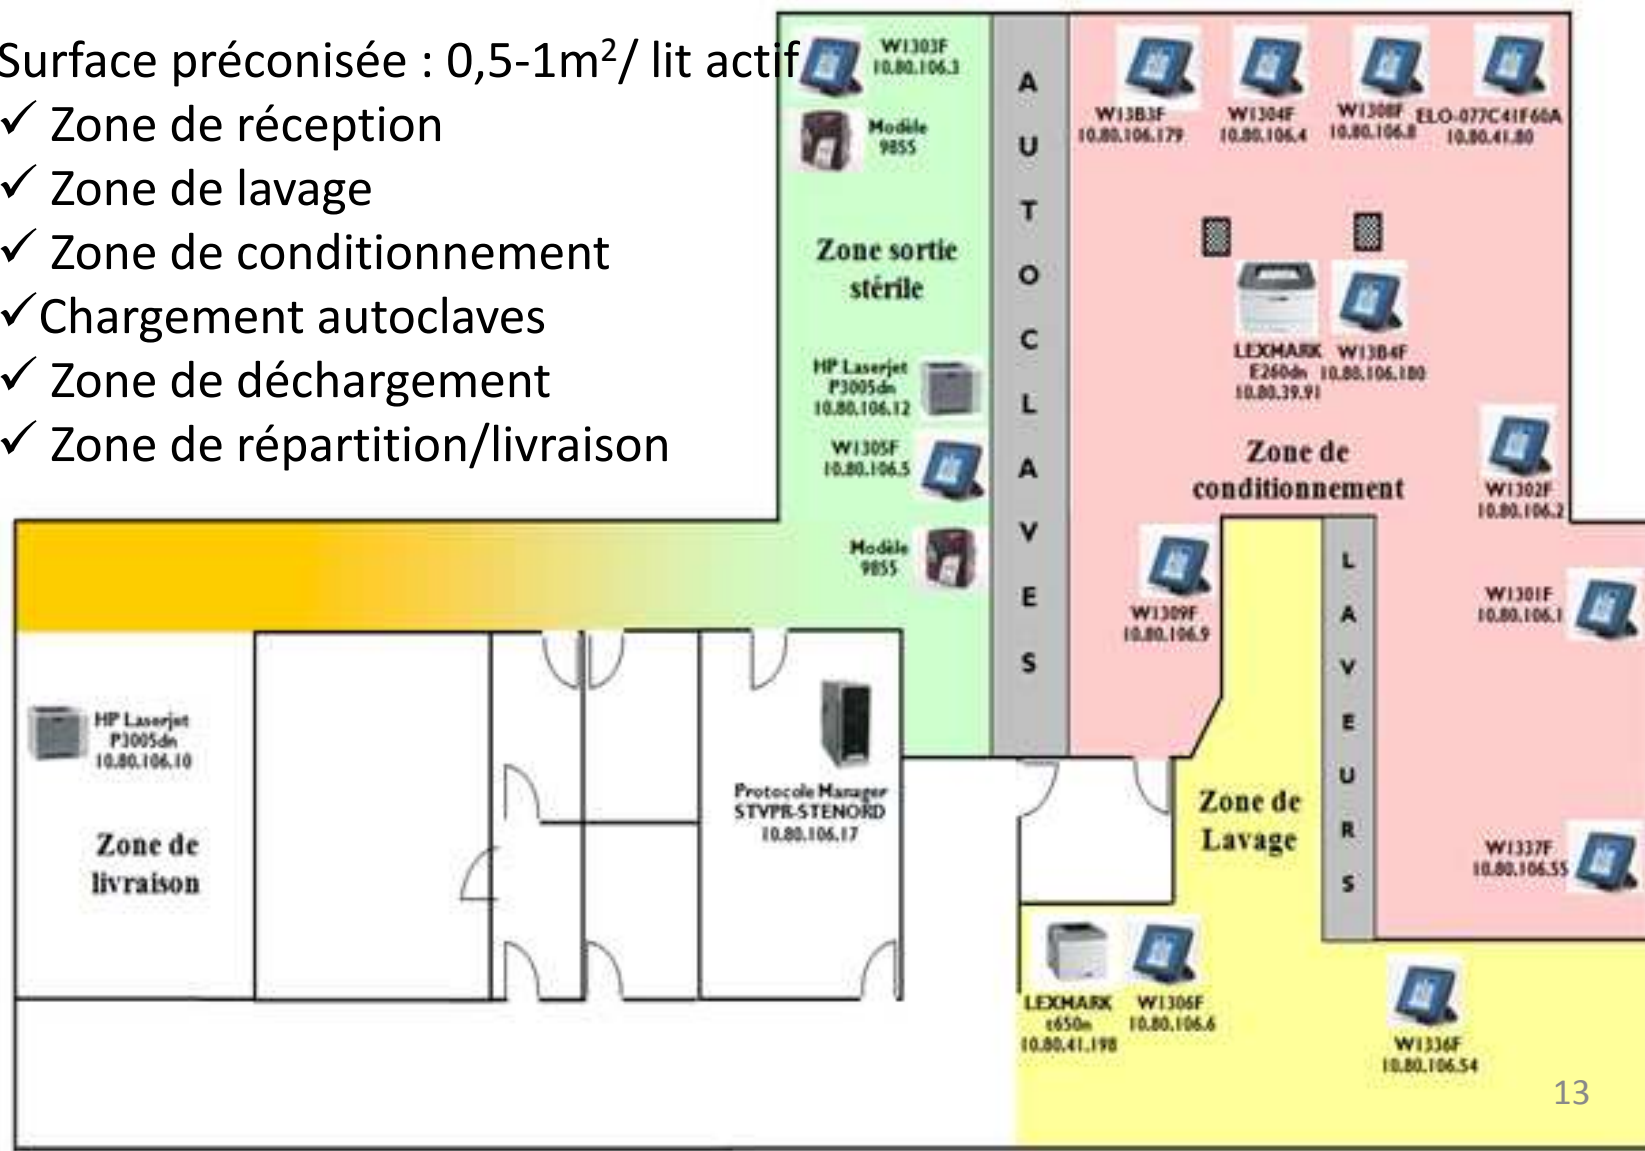 Surface préconisée : 0,5-1m²/ lit actif
✓ Zone de réception
✓ Zone de lavage
✓ Zone de conditionnement
✓Chargement autoclaves
✓ Zone de déchargement
✓ Zone de répartition/livraison
W1303F
10.80.106.3
Modèle
9855
Zone sortie
stérile
HP Laserjet
P3005dn
10.80.106.12
W1305F
10.80.106.5
Modèle
9855
AUTOCLAVES
W13B3F
10.80.106.179
W1304F
10.80.106.4
W1308F
10.80.106.8
ELO-077C41F60A
10.80.41.80
LEXMARK
E260dn
10.80.39.91
W13B4F
10.80.106.180
Zone de
conditionnement
W1302F
10.80.106.2
W1309F
10.80.106.9
W1301F
10.80.106.1
LAVEURS
W1337F
10.80.106.55
HP Laserjet
P3005dn
10.80.106.10
Zone de
livraison
Protocole Manager
STVPR-STENORD
10.80.106.17
Zone de
Lavage
LEXMARK
t650n
10.80.41.198
W1306F
10.80.106.6
W1336F
10.80.106.54
13